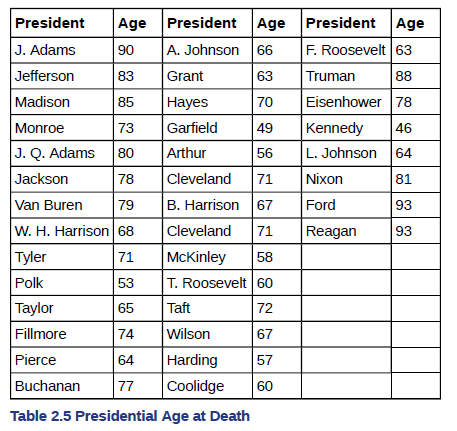 President Age President Age President Age
J. Adams 90 A. Johnson 66 F. Roosevelt 63
Jefferson 83 Grant 63 Truman 88
Madison 85 Hayes 70 Eisenhower 78
Monroe 73 Garfield 49 Kennedy 46
J. Q. Adams 80 Arthur 56 L. Johnson 64
Jackson 78 Cleveland 71 Nixon 81
Van Buren 79 B. Harrison 67 Ford 93
W. H. Harrison 68 Cleveland 71 Reagan 93
Tyler 71 McKinley 58
Polk 53 T. Roosevelt 60
Taylor 65 Taft 72
Fillmore 74 Wilson 67
Pierce 64 Harding 57
Buchanan 77 Coolidge 60
Table 2.5 Presidential Age at Death